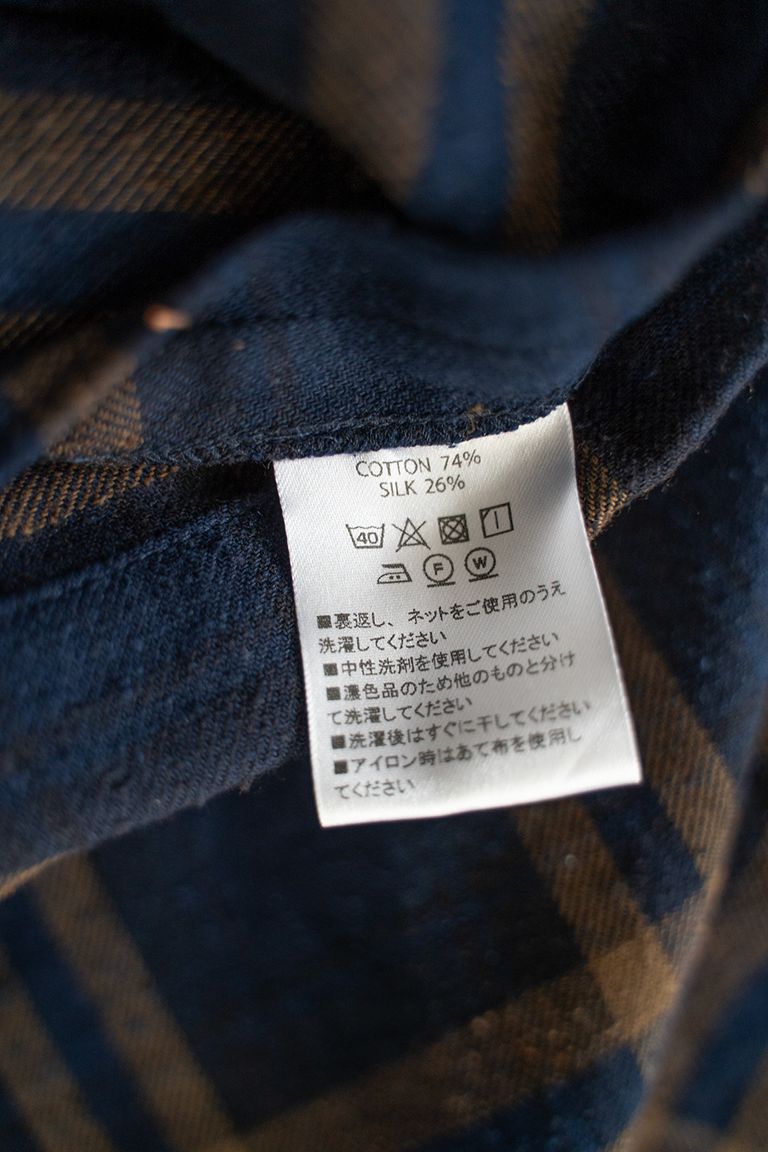 COTTON 74%
SILK 26%
40
F W
■裏返し、ネットをご使用のうえ
洗濯してください
■中性洗剤を使用してください
■濃色品のため他のものと分け
て洗濯してください
■洗濯後はすぐに干してください
■アイロン時はあて布を使用し
てください